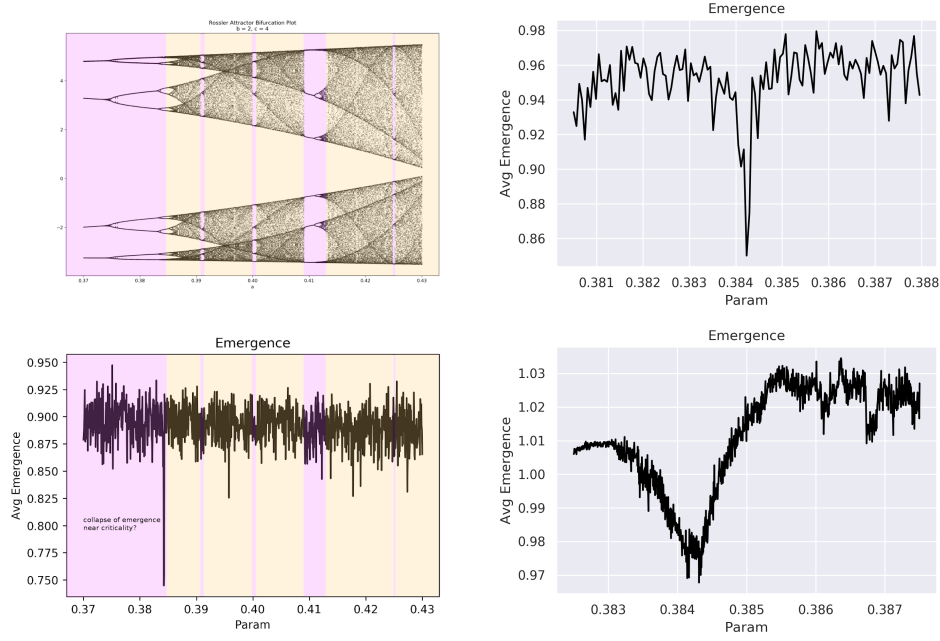 Rossler Attractor Bifurcation Plot
b = 2, c = 4
4
2
0
−2
0.37 0.38 0.39 0.40 0.41 0.42 0.43
a
Emergence
0.98
0.96
0.94
0.92
0.90
0.88
0.86
Avg Emergence
0.381 0.382 0.383 0.384 0.385 0.386 0.387 0.388
Param
Emergence
0.950
0.925
0.900
0.875
0.850
0.825
0.800
0.775
0.750
Avg Emergence
collapse of emergence
near criticality?
0.37 0.38 0.39 0.40 0.41 0.42 0.43
Param
Emergence
1.03
1.02
1.01
1.00
0.99
0.98
0.97
Avg Emergence
0.383 0.384 0.385 0.386 0.387
Param